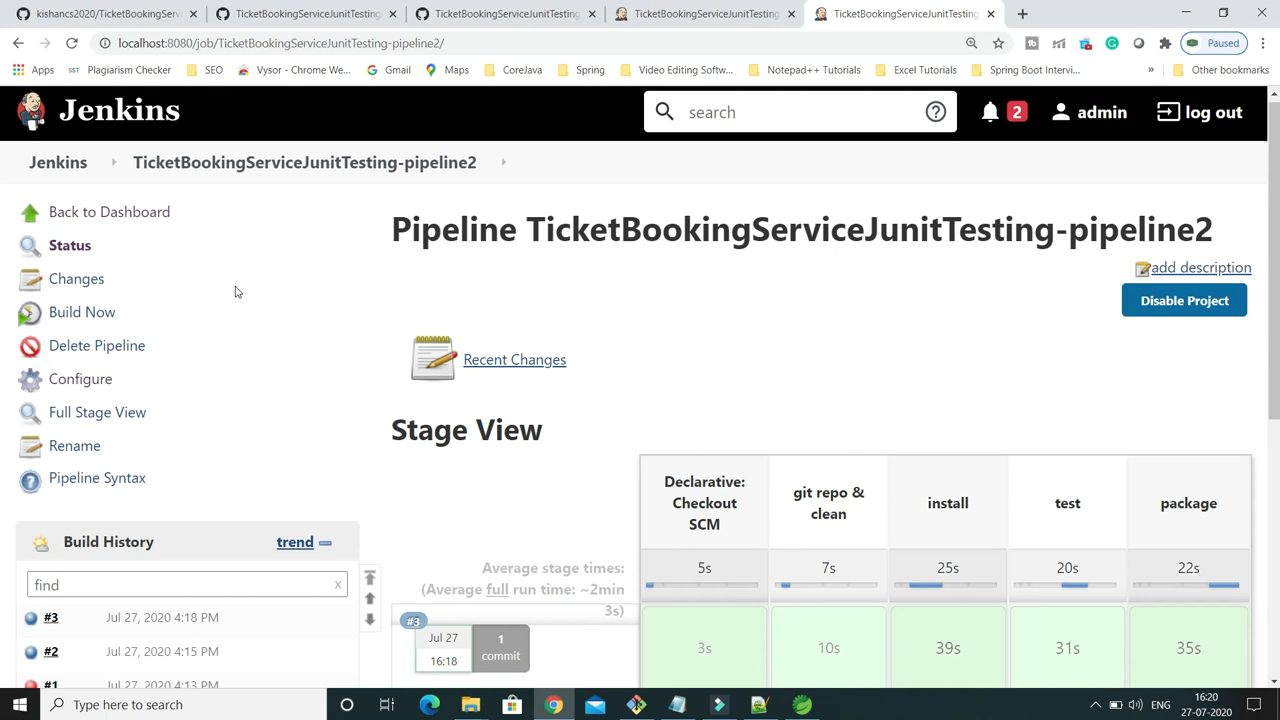 kishancs2020/TicketBookingServ
TicketBookingServiceJunitTesting-
TicketBookingServiceJunitTesting-
TicketBookingServiceJunitTesting-
TicketBookingServiceJunitTesting-
localhost:8080/job/TicketBookingServiceJunitTesting-pipeline2/
Paused
Apps
SST Plagiarism Checker
SEO
Vysor - Chrome We...
Gmail
Maps
CoreJava
Spring
Video Editing Softw...
Notepad++ Tutorials
Excel Tutorials
Spring Boot Intervi...
»
Other bookmarks
Jenkins
search
2
admin
log out
Jenkins
TicketBookingServiceJunitTesting-pipeline2
Back to Dashboard
Status
Changes
Build Now
Delete Pipeline
Configure
Full Stage View
Rename
Pipeline Syntax
Build History
trend
find
x
#3 Jul 27, 2020 4:18 PM
#2 Jul 27, 2020 4:15 PM
#1 Jul 27, 2020 4:13 PM
Pipeline TicketBookingServiceJunitTesting-pipeline2
add description
Disable Project
Recent Changes
Stage View
Declarative:
Checkout
SCM
git repo &
clean
install
test
package
Average stage times:
(Average full run time: ~2min
3s)
5s
7s
25s
20s
22s
#3
Jul 27
16:18
1
commit
3s
10s
39s
31s
35s
Type here to search
ENG
16:20
27-07-2020